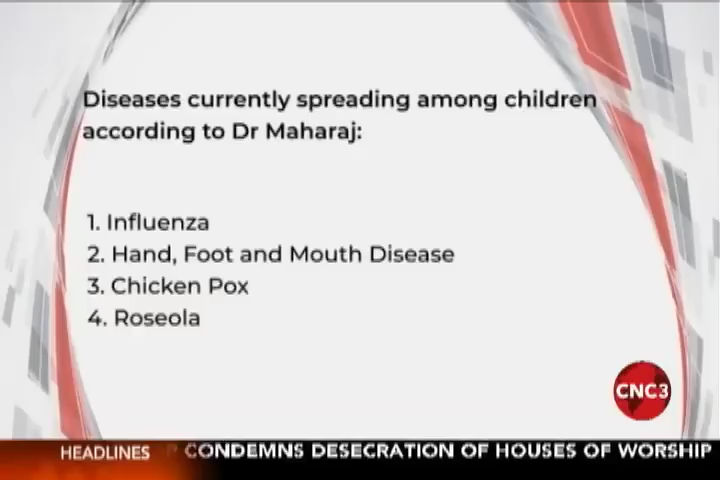 Diseases currently spreading among children
according to Dr Maharaj:
1. Influenza
2. Hand, Foot and Mouth Disease
3. Chicken Pox
4. Roseola
CNC3
HEADLINES
CONDEMNS DESECRATION OF HOUSES OF WORSHIP